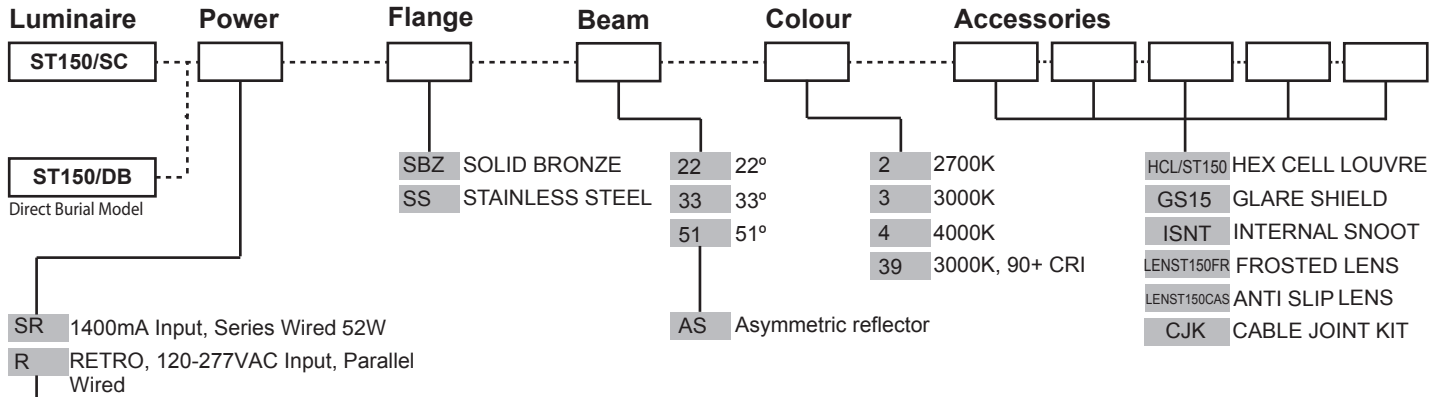 Luminaire Power Flange Beam Colour Accessories
ST150/SC
ST150/DB
Direct Burial Model
SR 1400mA Input, Series Wired 52W
R RETRO, 120-277VAC Input, Parallel
Wired
SBZ SOLID BRONZE
SS STAINLESS STEEL
22 22º
33 33º
51 51º
AS Asymmetric reflector
2 2700K
3 3000K
4 4000K
39 3000K, 90+ CRI
HCL/ST150 HEX CELL LOUVRE
GS15 GLARE SHIELD
ISNT INTERNAL SNOOT
LENST150FR FROSTED LENS
LENST150CAS ANTI SLIP LENS
CJK CABLE JOINT KIT